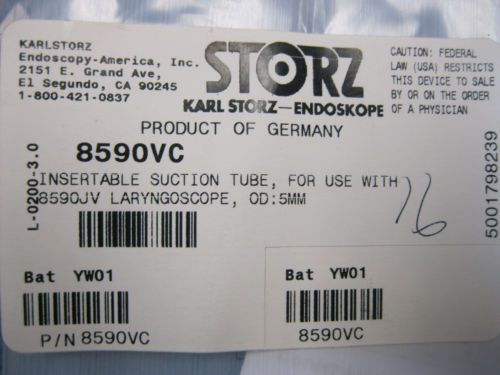 KARLSTORZ
Endoscopy-America, Inc.
2151 E. Grand Ave,
El Segundo, CA 90245
1-800-421-0837
STORZ
KARL STORZ—ENDOSKOPE
CAUTION: FEDERAL
LAW (USA) RESTRICTS
THIS DEVICE TO SALE
BY OR ON THE ORDER
OF A PHYSICIAN
PRODUCT OF GERMANY
8590VC
INSERTABLE SUCTION TUBE, FOR USE WITH
8590JV LARYNGOSCOPE, OD:5MM
16
L-0200-3.0
5001798239
Bat YW01
P/N 8590VC
Bat YW01
8590VC